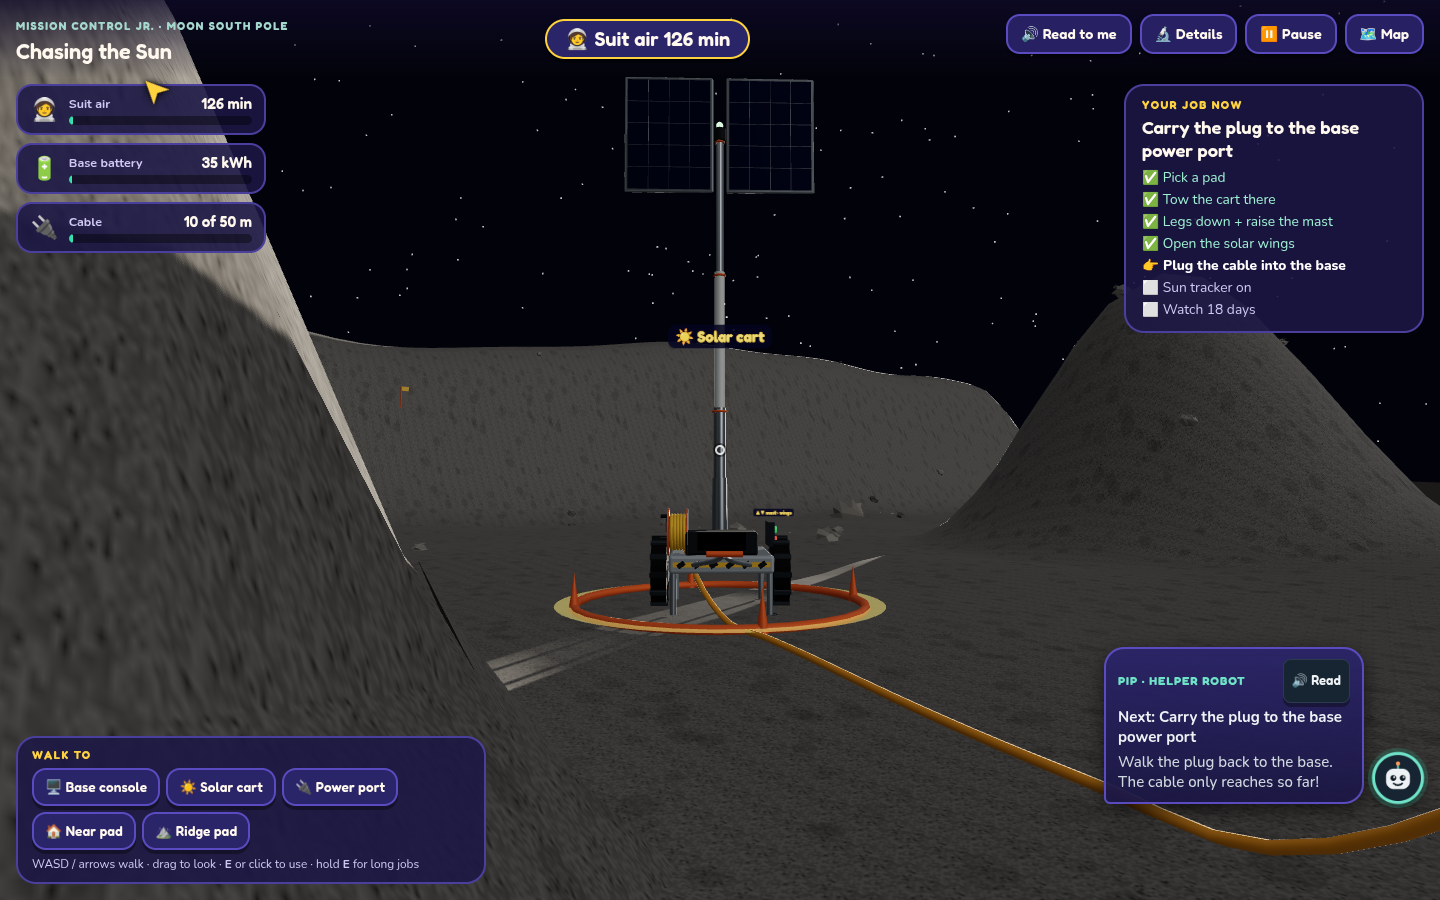 MISSION CONTROL JR. · MOON SOUTH POLE
Chasing the Sun
Suit air 126 min
Read to me
Details
Pause
Map
Suit air 126 min
Base battery 35 kWh
Cable 10 of 50 m
YOUR JOB NOW
Carry the plug to the base
power port
Pick a pad
Tow the cart there
Legs down + raise the mast
Open the solar wings
Plug the cable into the base
Sun tracker on
Watch 18 days
Solar cart
PIP · HELPER ROBOT
Read
Next: Carry the plug to the base
power port
Walk the plug back to the base.
The cable only reaches so far!
WALK TO
Base console
Solar cart
Power port
Near pad
Ridge pad
WASD / arrows walk · drag to look · E or click to use · hold E for long jobs